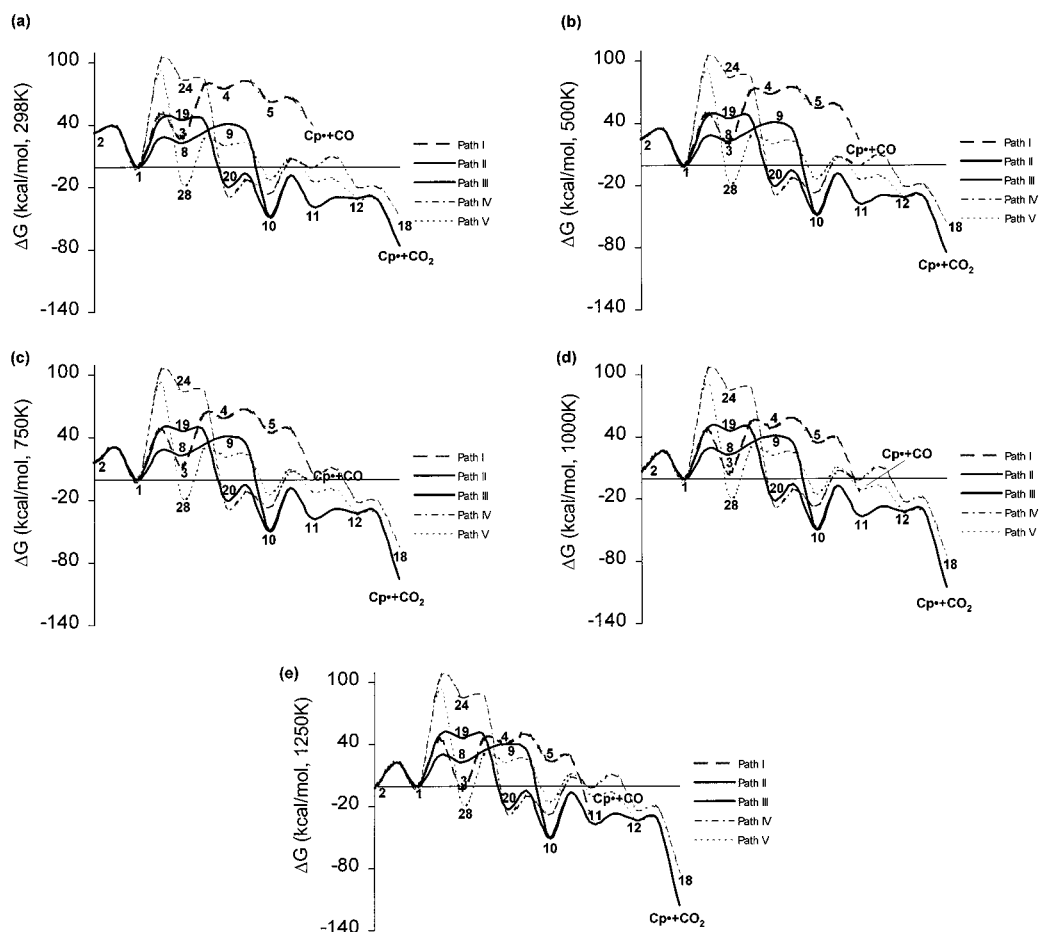 (a)
ΔG (kcal/mol, 298K)
100
40
-20
-80
-140
2
1
24
19
3
8
28
4
9
20
5
10
11
12
18
Cp•+CO
Cp•+CO₂
Path I
Path II
Path III
Path IV
Path V
(b)
ΔG (kcal/mol, 500K)
100
40
-20
-80
-140
2
1
24
19
8
3
28
4
9
20
5
10
11
12
18
Cp•+CO
Cp•+CO₂
Path I
Path II
Path III
Path IV
Path V
(c)
ΔG (kcal/mol, 750K)
100
40
-20
-80
-140
2
1
24
19
8
3
28
4
9
20
5
10
11
12
18
Cp•+CO
Cp•+CO₂
Path I
Path II
Path III
Path IV
Path V
(d)
ΔG (kcal/mol, 1000K)
100
40
-20
-80
-140
2
1
24
19
8
3
28
4
9
20
5
10
11
12
18
Cp•+CO
Cp•+CO₂
Path I
Path II
Path III
Path IV
Path V
(e)
ΔG (kcal/mol, 1250K)
100
40
-20
-80
-140
2
1
24
19
8
3
28
4
9
20
5
10
11
12
18
Cp•+CO
Cp•+CO₂
Path I
Path II
Path III
Path IV
Path V